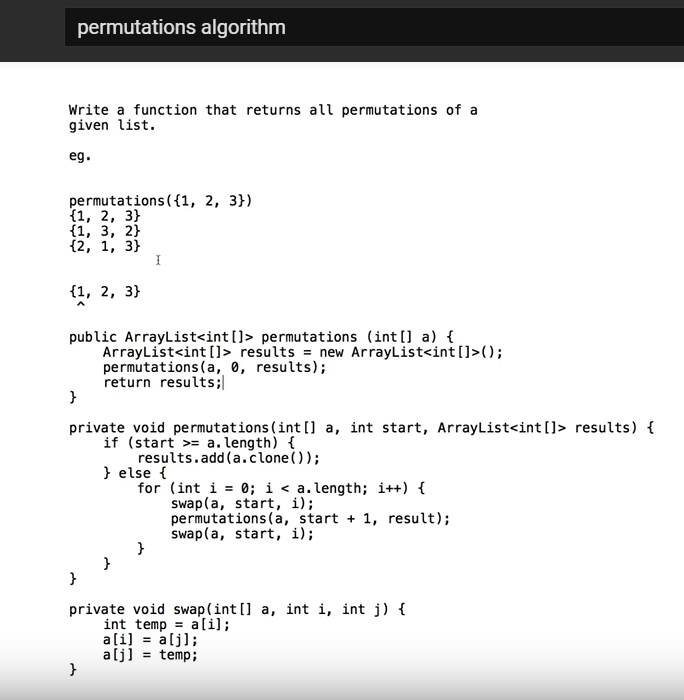 permutations algorithm
Write a function that returns all permutations of a
given list.
eg.
permutations({1, 2, 3})
{1, 2, 3}
{1, 3, 2}
{2, 1, 3}
{1, 2, 3}
^
public ArrayList<int[]> permutations (int[] a) {
    ArrayList<int[]> results = new ArrayList<int[]>();
    permutations(a, 0, results);
    return results;
}
private void permutations(int[] a, int start, ArrayList<int[]> results) {
    if (start >= a.length) {
        results.add(a.clone());
    } else {
        for (int i = 0; i < a.length; i++) {
            swap(a, start, i);
            permutations(a, start + 1, result);
            swap(a, start, i);
        }
    }
}
private void swap(int[] a, int i, int j) {
    int temp = a[i];
    a[i] = a[j];
    a[j] = temp;
}